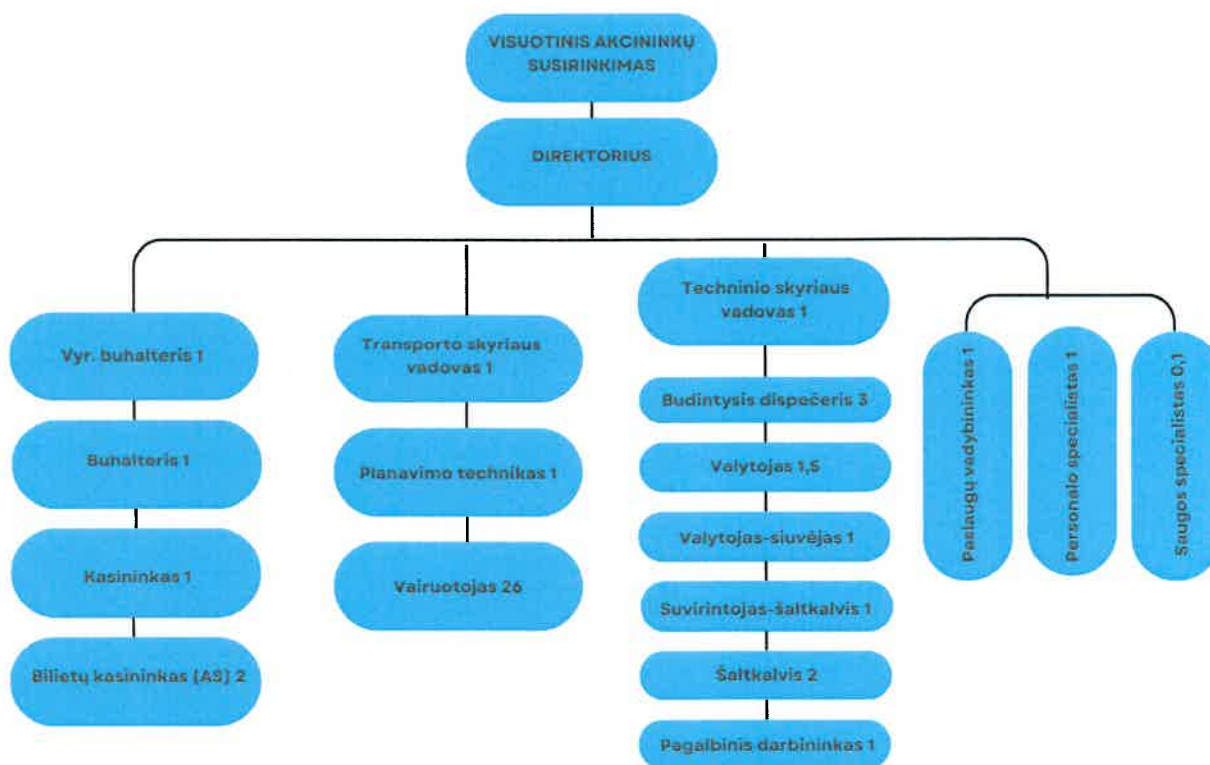 VISUOTINIS AKCININKŲ
SUSIRINKIMAS
DIREKTORIUS
Vyr. buhalteris 1
Buhalteris 1
Kasininkas 1
Bilietų kasininkas (AS) 2
Transporto skyriaus
vadovas 1
Planavimo technikas 1
Vairuotojas 26
Techninio skyriaus
vadovas 1
Budintysis dispečeris 3
Valytojas 1,5
Valytojas-siuvėjas 1
Suvirintojas-šaltkalvis 1
Šaltkalvis 2
Pagalbinis darbininkas 1
Paslaugų vadybininkas 1
Personalo specialistas 1
Saugos specialistas 0,1